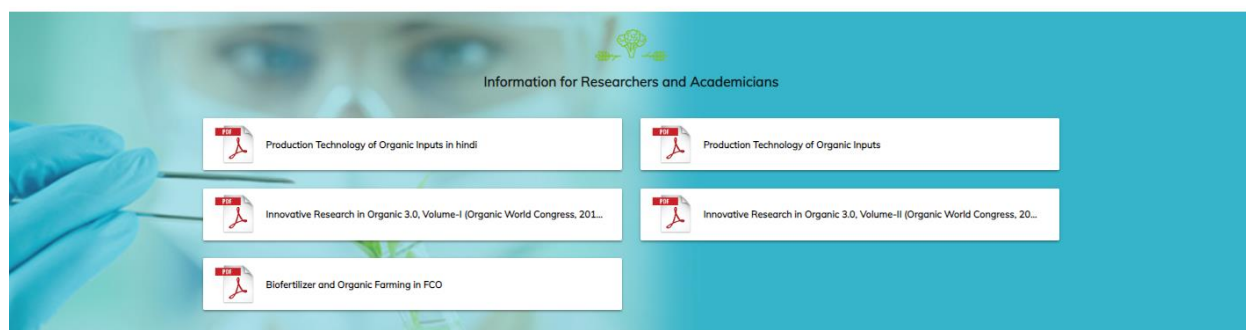 Information for Researchers and Academicians
PDF
Production Technology of Organic Inputs in hindi
PDF
Production Technology of Organic Inputs
PDF
Innovative Research in Organic 3.0, Volume-I (Organic World Congress, 201...
PDF
Innovative Research in Organic 3.0, Volume-II (Organic World Congress, 20...
PDF
Biofertilizer and Organic Farming in FCO